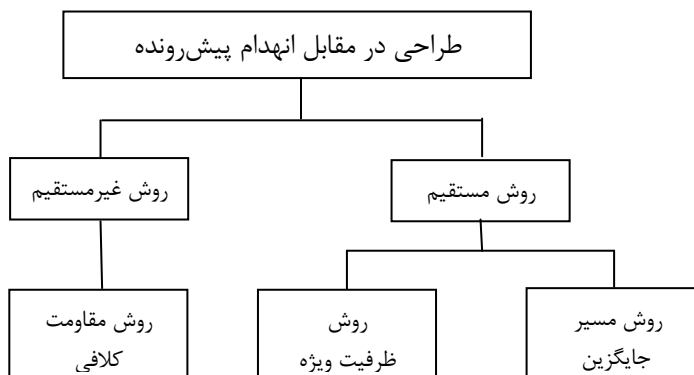 طراحی در مقابل انهدام پیش‌رونده
روش مستقیم
روش غیرمستقیم
روش مسیر
جایگزین
روش
ظرفیت ویژه
روش مقاومت
کلافی